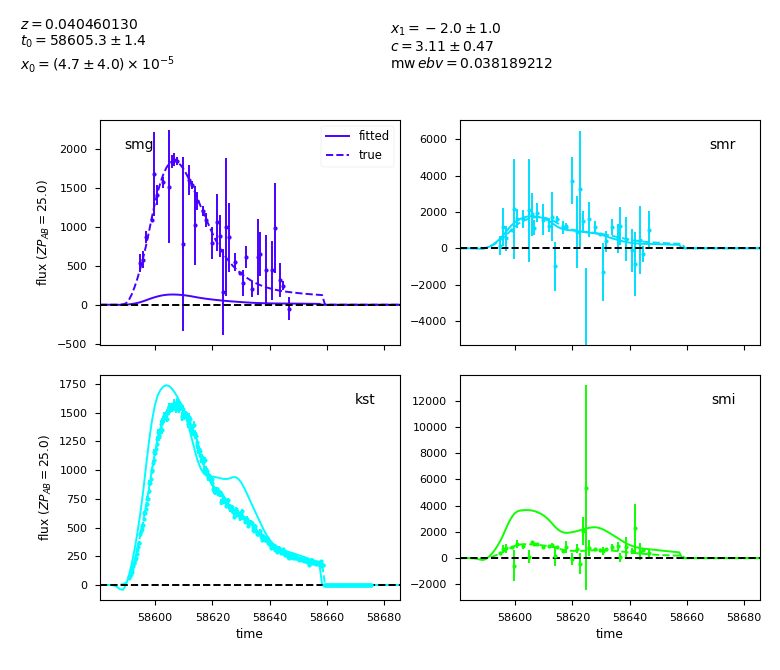 z = 0.040460130
t₀ = 58605.3 ± 1.4
x₀ = (4.7 ± 4.0) × 10⁻⁵
x₁ = −2.0 ± 1.0
c = 3.11 ± 0.47
mw ebv = 0.038189212
smg
fitted
true
2000
1500
1000
500
0
−500
flux (ZP_AB = 25.0)
smr
6000
4000
2000
0
−2000
−4000
kst
1750
1500
1250
1000
750
500
250
0
flux (ZP_AB = 25.0)
58600 58620 58640 58660 58680
time
smi
12000
10000
8000
6000
4000
2000
0
−2000
58600 58620 58640 58660 58680
time